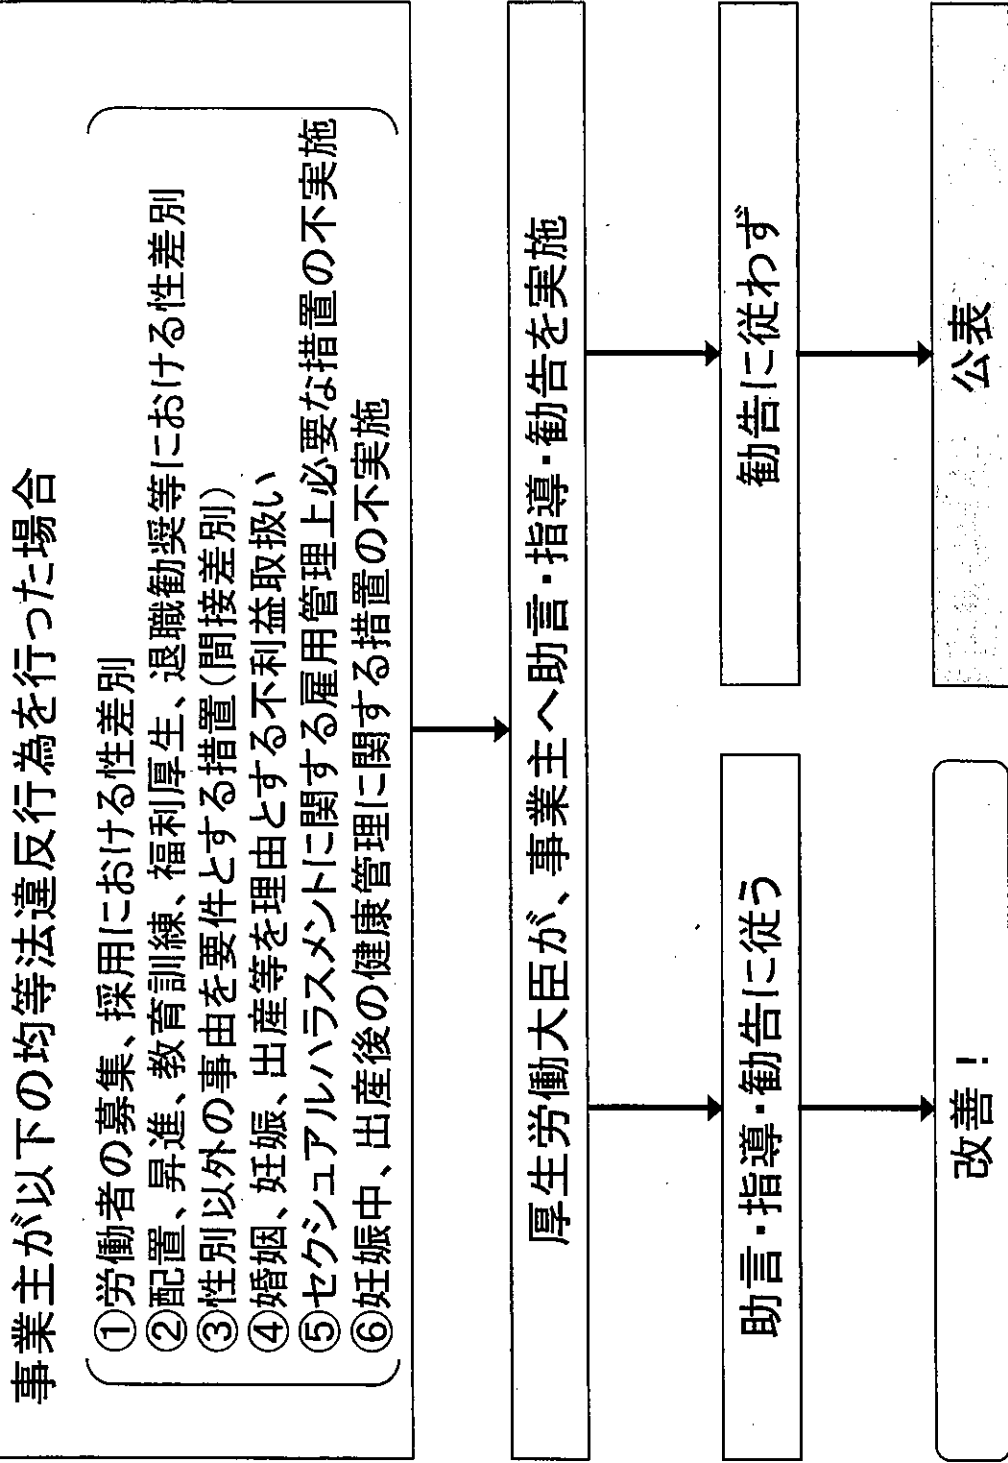 事業主が以下の均等法違反行為を行った場合
①労働者の募集、採用における性差別
②配置、昇進、教育訓練、福利厚生、退職勧奨等における性差別
③性別以外の事由を要件とする措置(間接差別)
④婚姻、妊娠、出産等を理由とする不利益取扱い
⑤セクシュアルハラスメントに関する雇用管理上必要な措置の不実施
⑥妊娠中、出産後の健康管理に関する措置の不実施
厚生労働大臣が、事業主へ助言・指導・勧告を実施
助言・指導・勧告に従う
勧告に従わず
改善!
公表